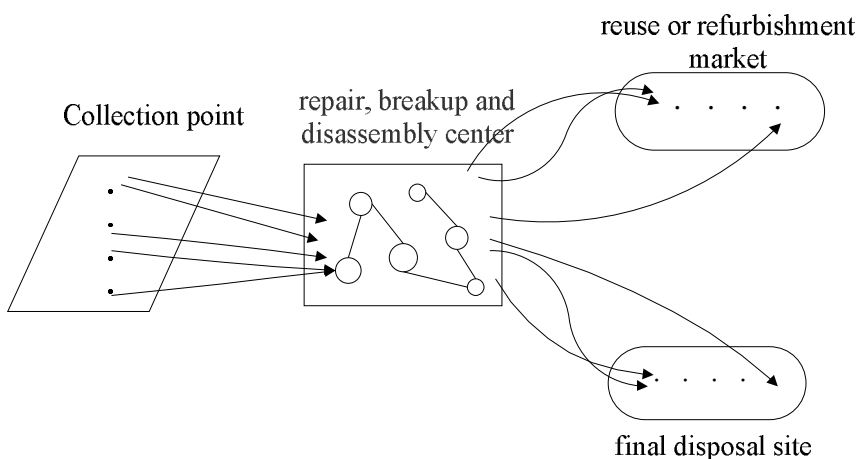 reuse or refurbishment
market
Collection point
repair, breakup and
disassembly center
final disposal site